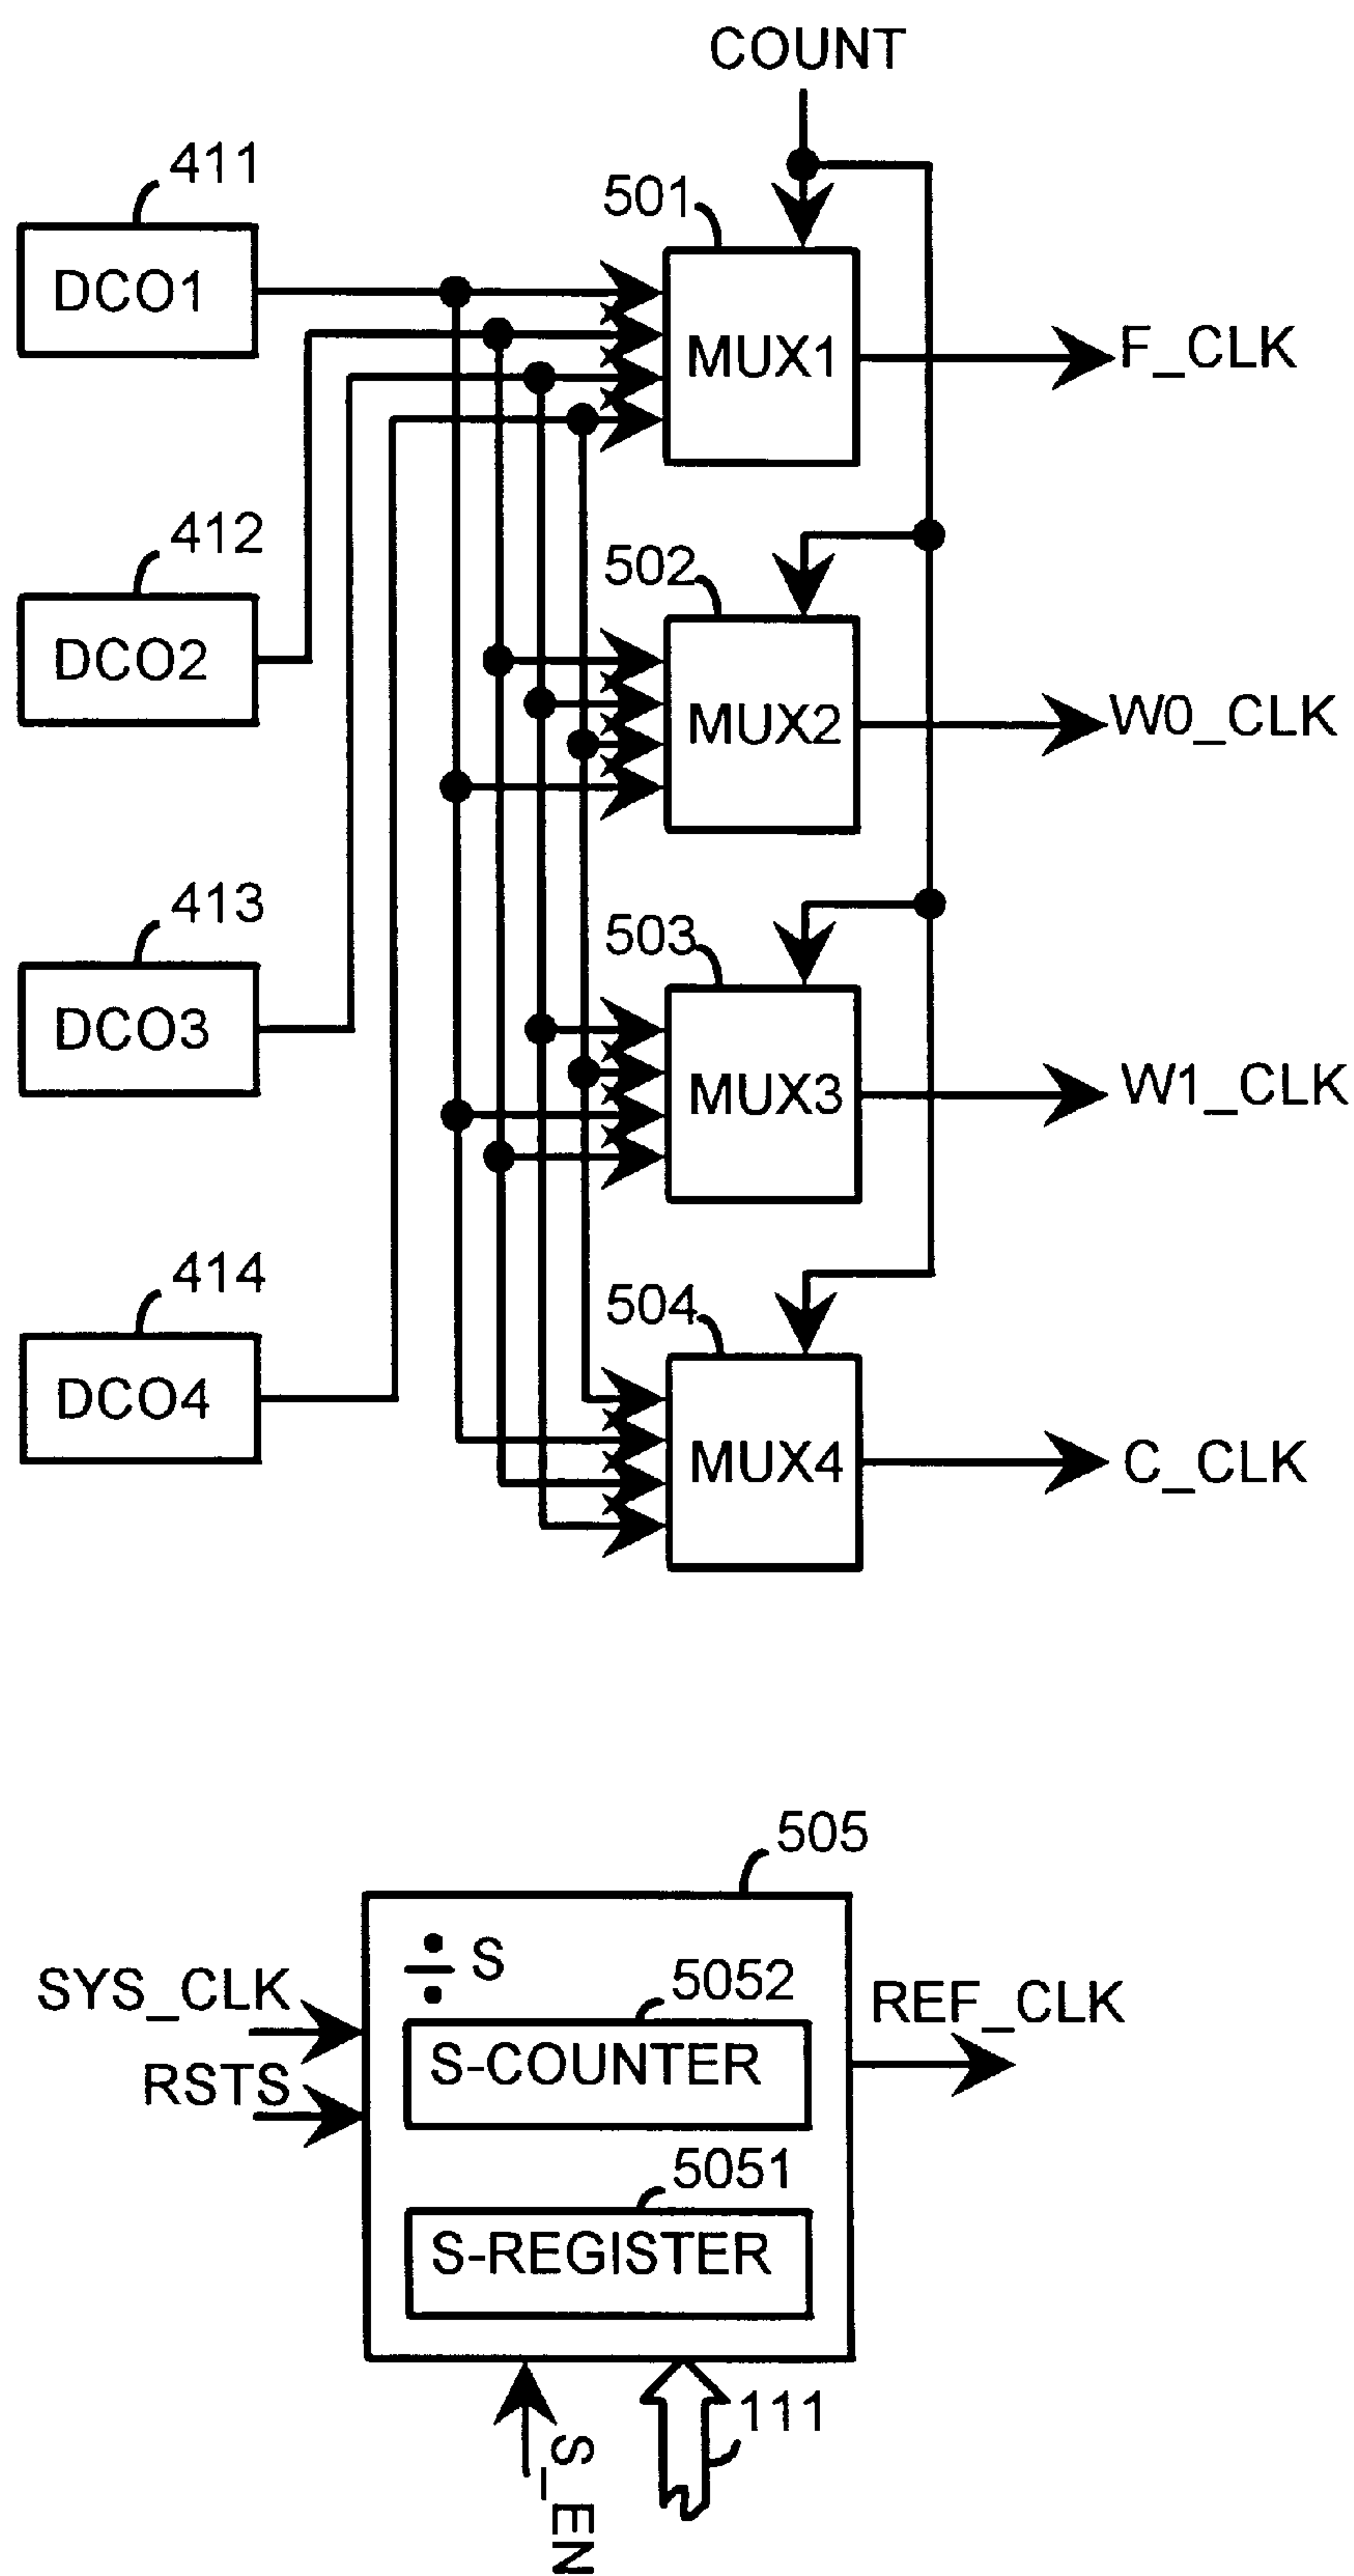 COUNT
411
DCO1
501
MUX1
F_CLK
412
DCO2
502
MUX2
W0_CLK
413
DCO3
503
MUX3
W1_CLK
414
DCO4
504
MUX4
C_CLK
505
÷ S
SYS_CLK
RSTS
5052
S-COUNTER
REF_CLK
5051
S-REGISTER
111
S_EN